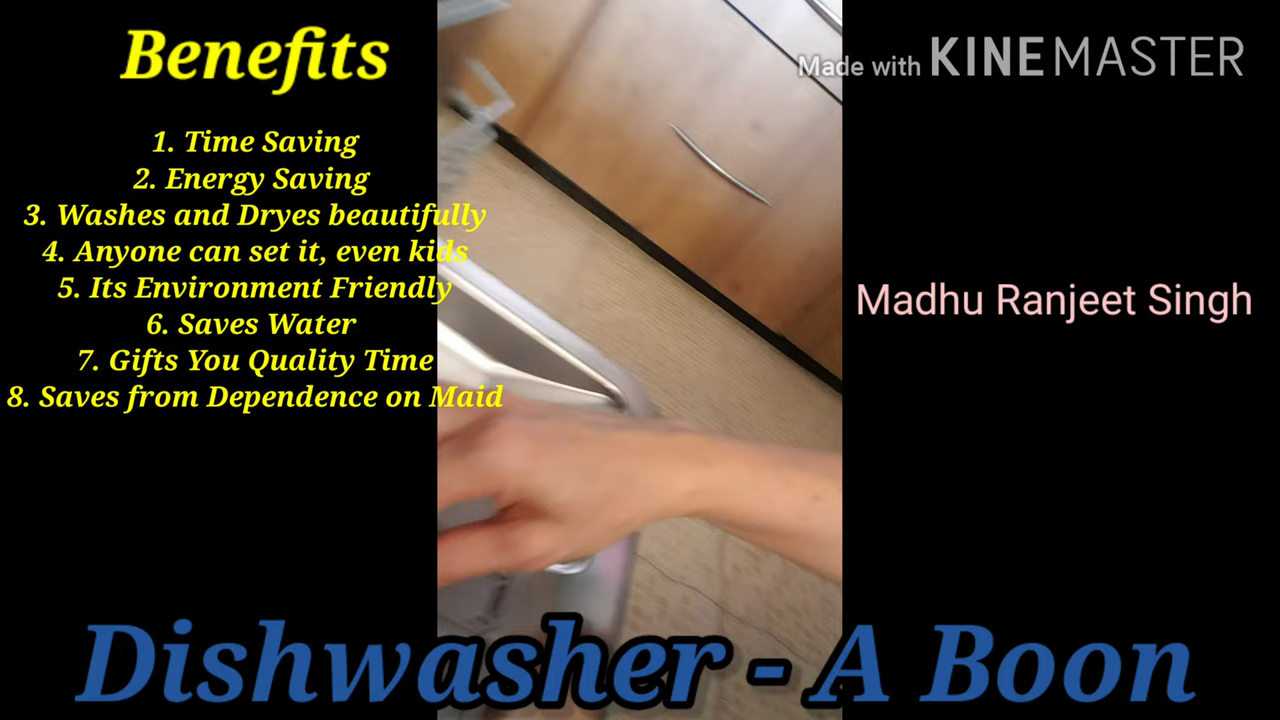 Benefits
Made with KINEMASTER
1. Time Saving
2. Energy Saving
3. Washes and Dryes beautifully
4. Anyone can set it, even kids
5. Its Environment Friendly
6. Saves Water
7. Gifts You Quality Time
8. Saves from Dependence on Maid
Madhu Ranjeet Singh
Dishwasher - A Boon